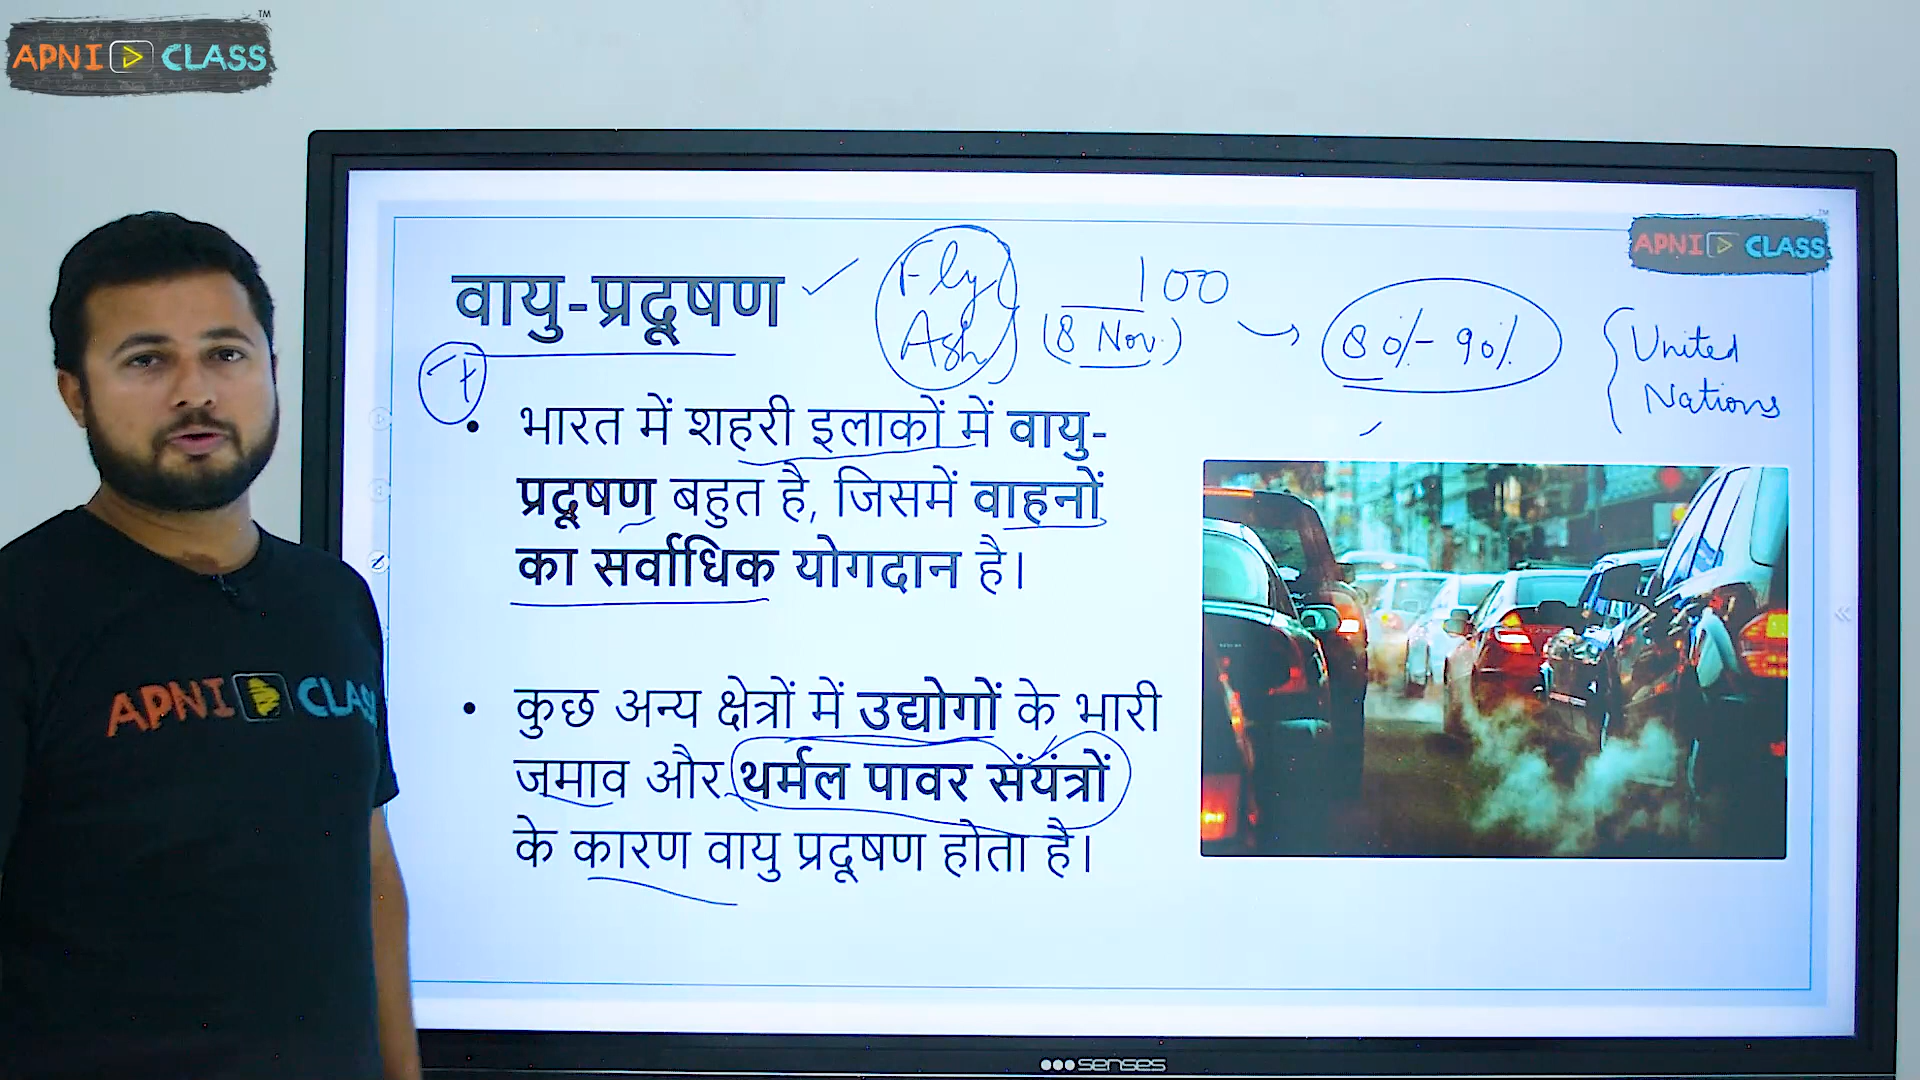 APNI CLASS
TM
APNI CLASS
TM
वायु-प्रदूषण
Fly
Ash
100
(8 Nov.)
80%-90%
United
Nations
भारत में शहरी इलाकों में वायु-
प्रदूषण बहुत है, जिसमें वाहनों
का सर्वाधिक योगदान है।
कुछ अन्य क्षेत्रों में उद्योगों के भारी
जमाव और थर्मल पावर संयंत्रों
के कारण वायु प्रदूषण होता है।
APNI CLASS
senses